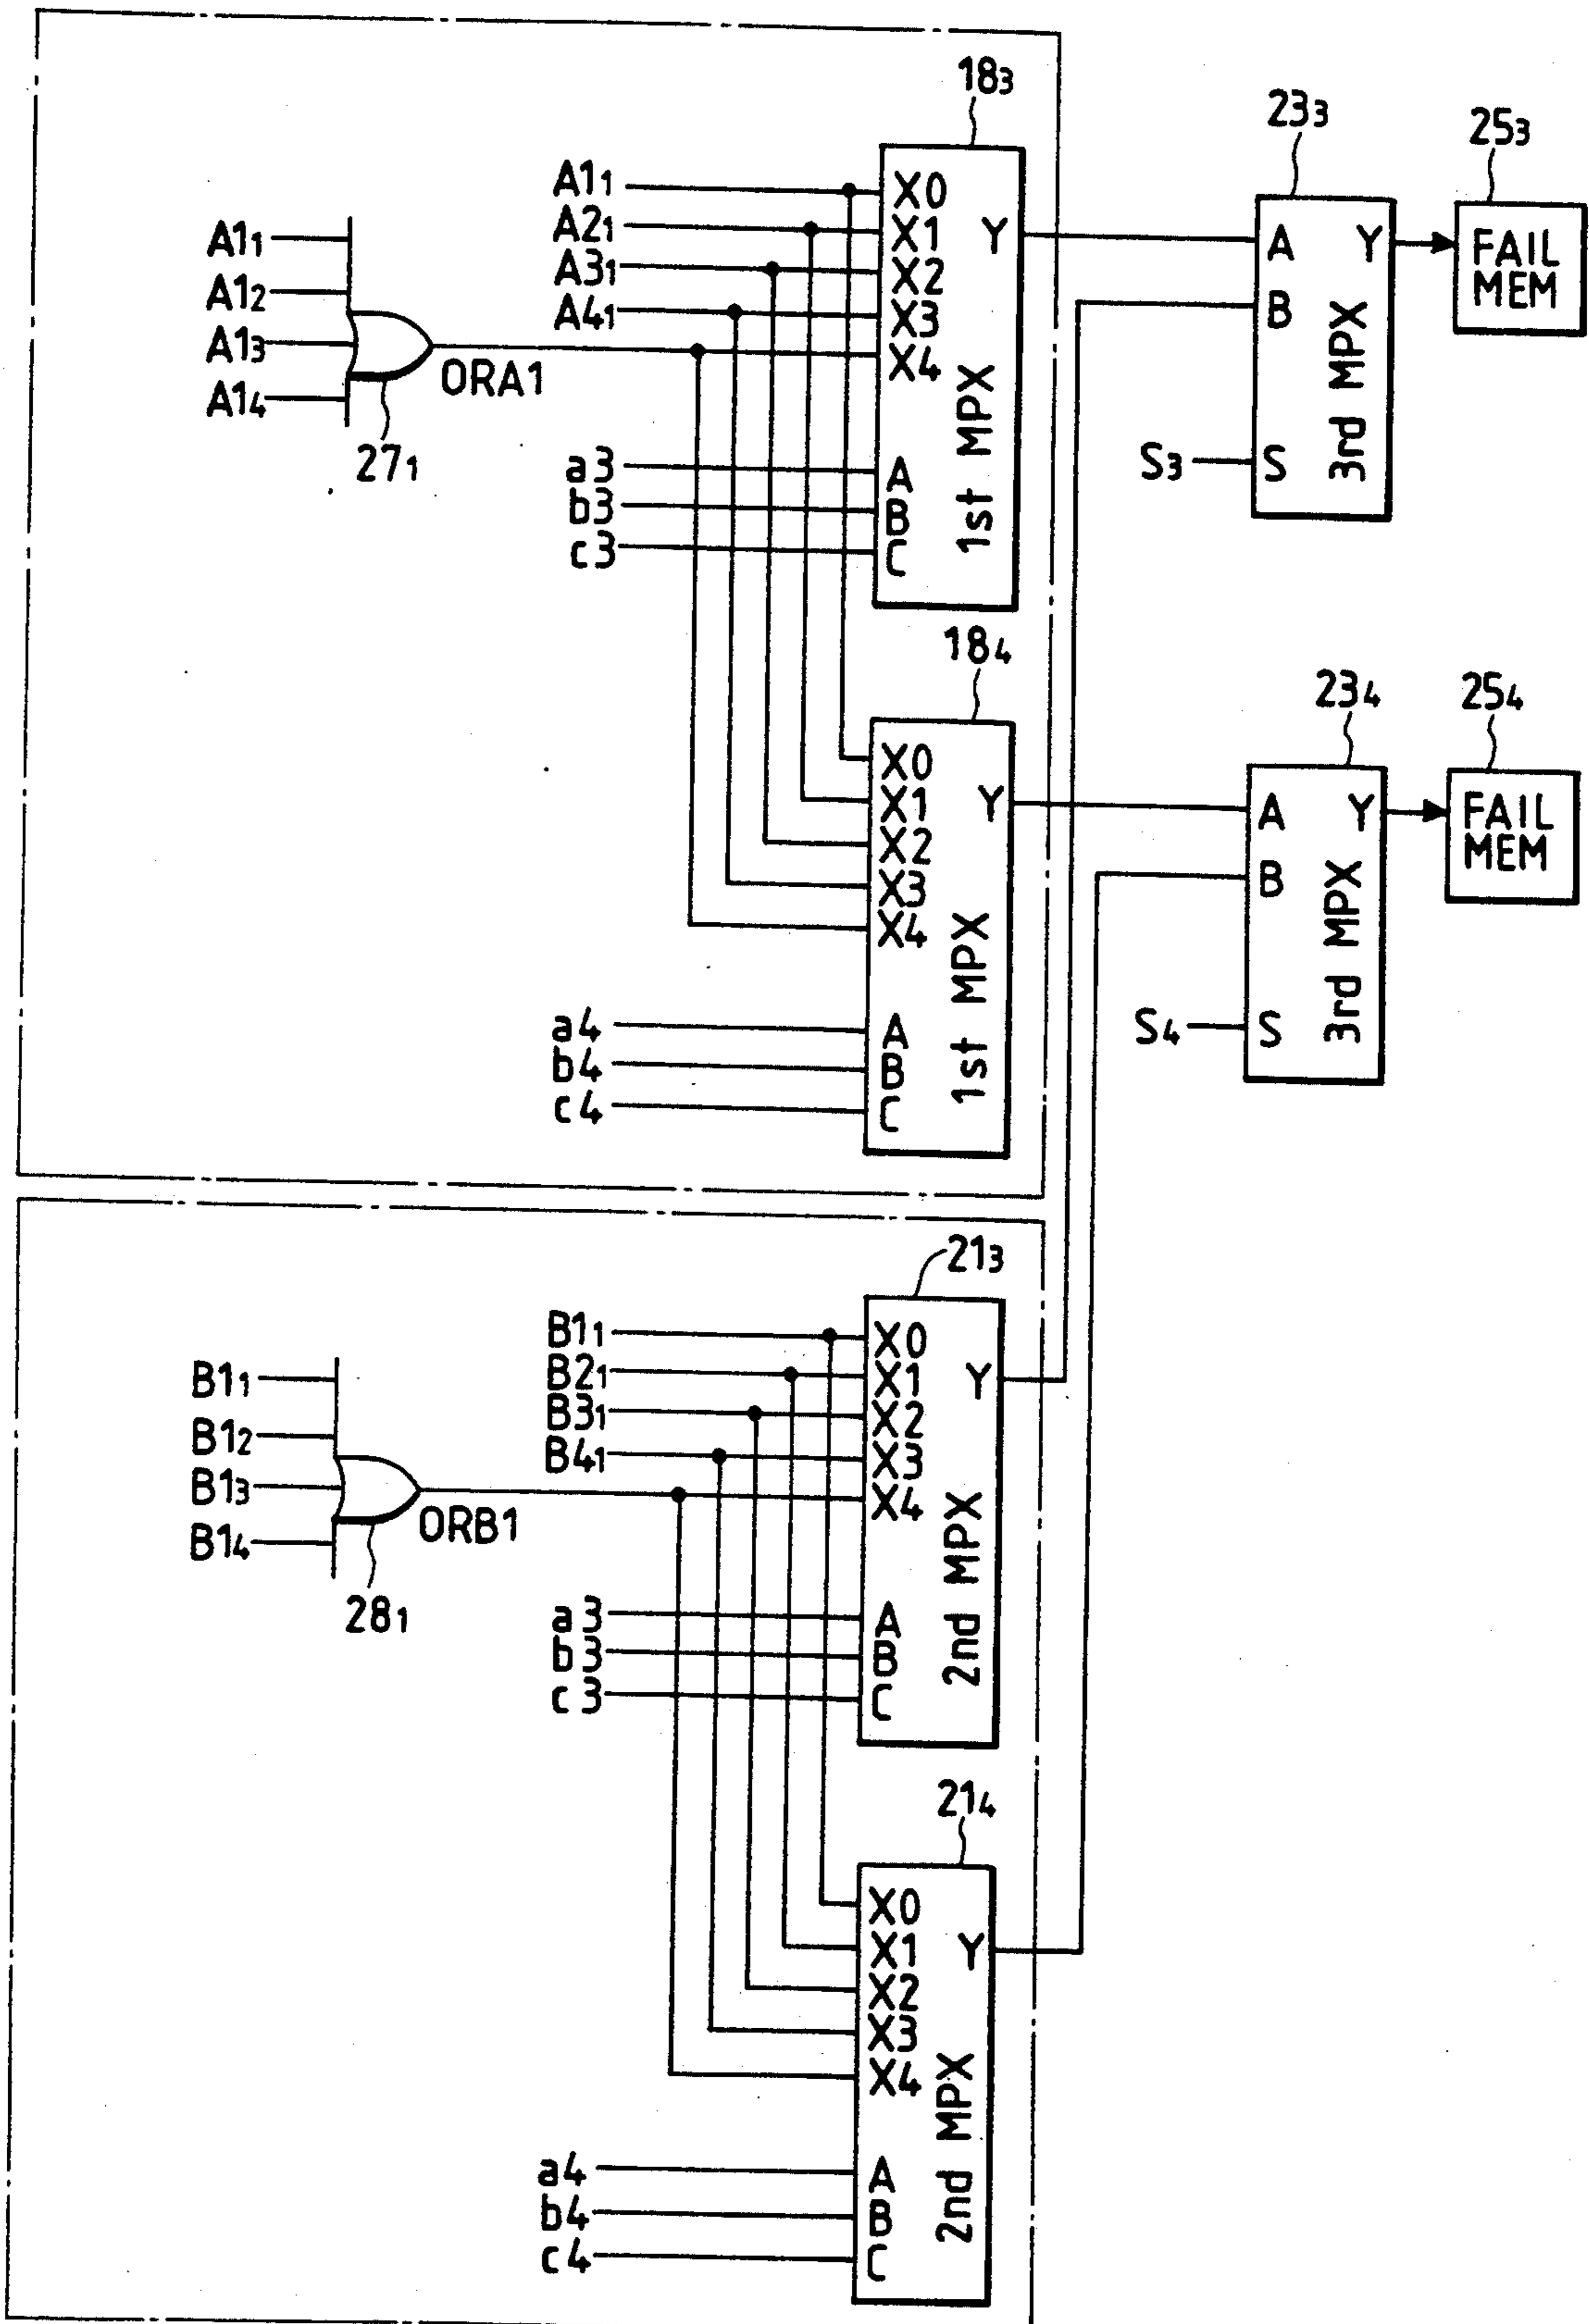 18₃
23₃
25₃
A1₁
A1₂
A1₃
A1₄
ORA1
27₁
A1₁
A2₁
A3₁
A4₁
a3
b3
c3
X0
X1
X2
X3
X4
A
B
C
Y
1st MPX
A
B
S
Y
3rd MPX
S₃
FAIL
MEM
18₄
23₄
25₄
X0
X1
X2
X3
X4
A
B
C
Y
1st MPX
a4
b4
c4
A
B
S
Y
3rd MPX
S₄
FAIL
MEM
21₃
B1₁
B1₂
B1₃
B1₄
ORB1
28₁
B1₁
B2₁
B3₁
B4₁
a3
b3
c3
X0
X1
X2
X3
X4
A
B
C
Y
2nd MPX
21₄
X0
X1
X2
X3
X4
A
B
C
Y
2nd MPX
a4
b4
c4